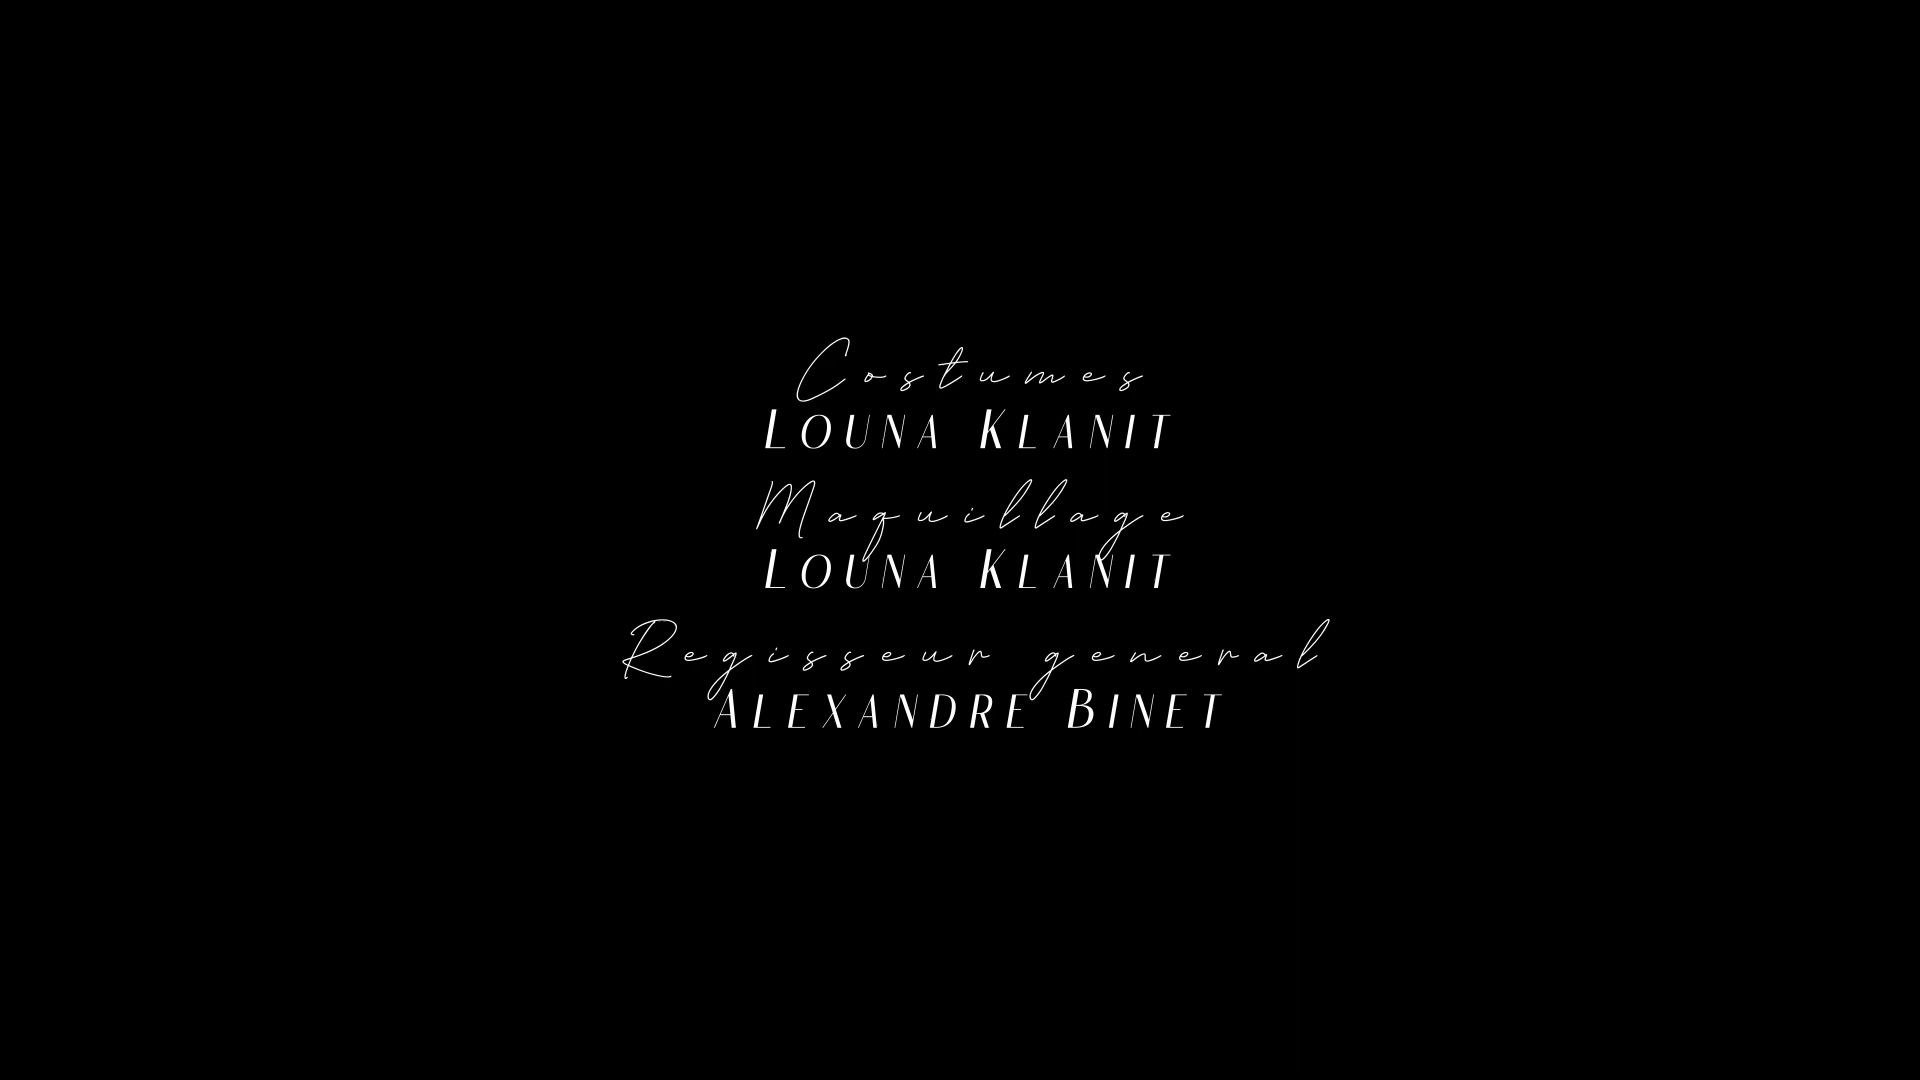 Costumes
Louna Klanit
Maquillage
Louna Klanit
Regisseur general
Alexandre Binet